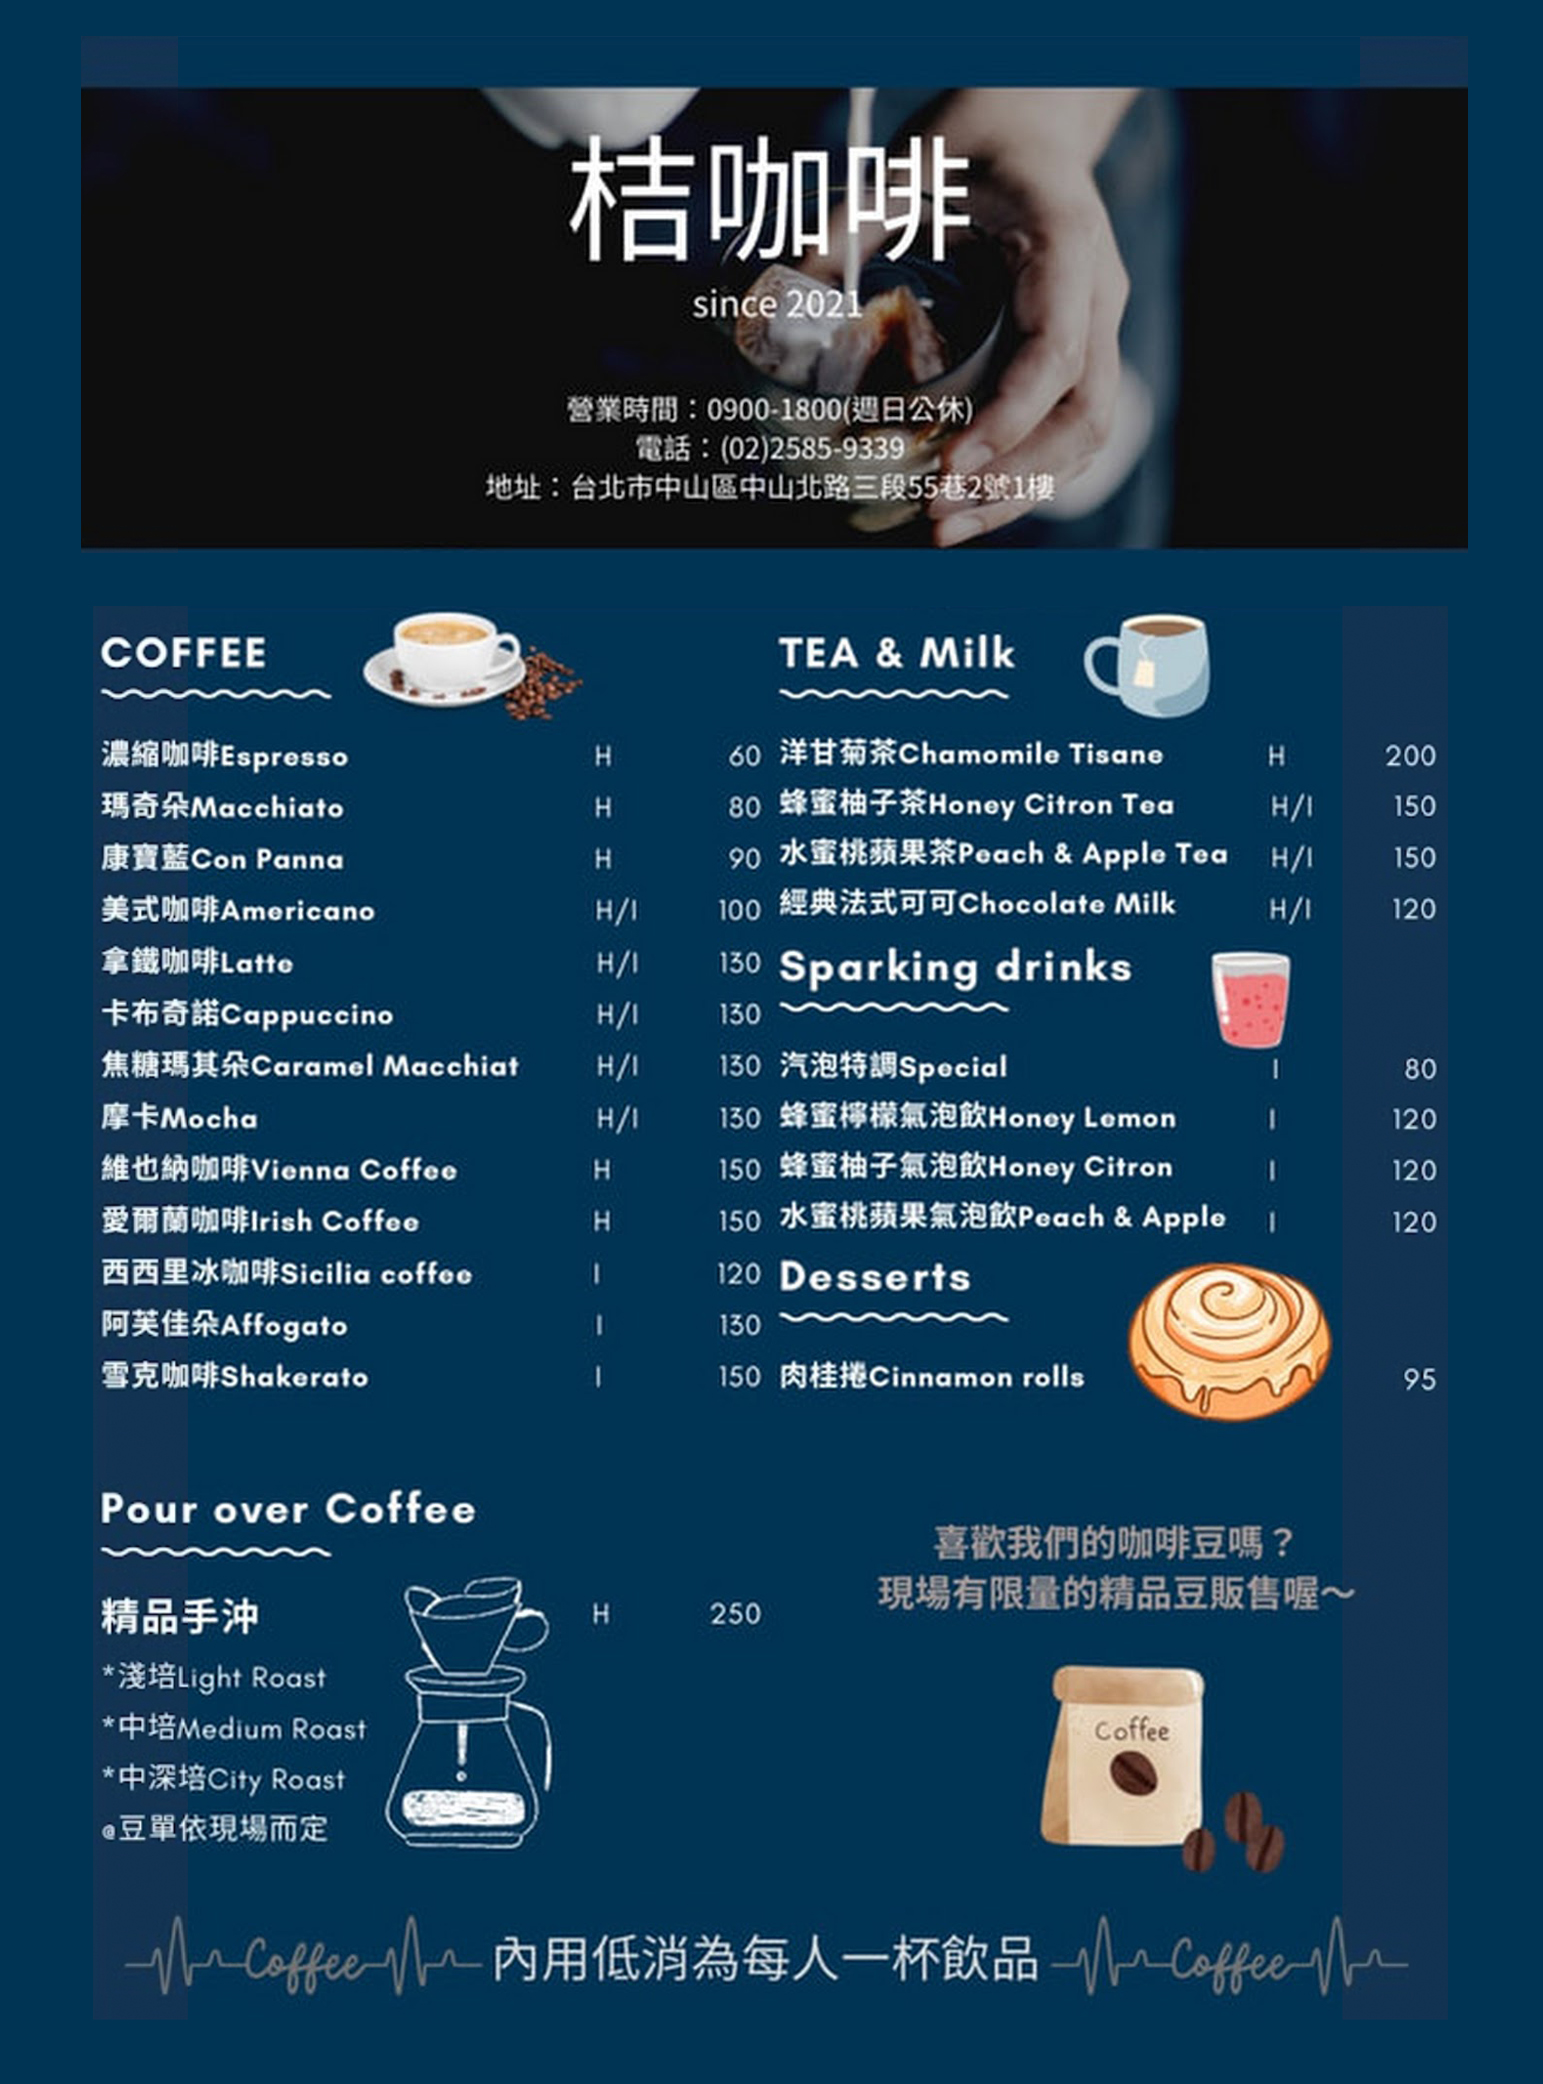 桔咖啡
since 2021
營業時間：0900-1800(週日公休)
電話：(02)2585-9339
地址：台北市中山區中山北路三段55巷2號1樓
COFFEE
濃縮咖啡Espresso H 60
瑪奇朵Macchiato H 80
康寶藍Con Panna H 90
美式咖啡Americano H/I 100
拿鐵咖啡Latte H/I 130
卡布奇諾Cappuccino H/I 130
焦糖瑪其朵Caramel Macchiat H/I 130
摩卡Mocha H/I 130
維也納咖啡Vienna Coffee H 150
愛爾蘭咖啡Irish Coffee H 150
西西里冰咖啡Sicilia coffee I 120
阿芙佳朵Affogato I 130
雪克咖啡Shakerato I 150
TEA & Milk
洋甘菊茶Chamomile Tisane H 200
蜂蜜柚子茶Honey Citron Tea H/I 150
水蜜桃蘋果茶Peach & Apple Tea H/I 150
經典法式可可Chocolate Milk H/I 120
Sparking drinks
汽泡特調Special I 80
蜂蜜檸檬氣泡飲Honey Lemon I 120
蜂蜜柚子氣泡飲Honey Citron I 120
水蜜桃蘋果氣泡飲Peach & Apple I 120
Desserts
肉桂捲Cinnamon rolls 95
Pour over Coffee
精品手沖 H 250
*淺培Light Roast
*中培Medium Roast
*中深培City Roast
@豆單依現場而定
喜歡我們的咖啡豆嗎？
現場有限量的精品豆販售喔～
Coffee
Coffee 內用低消為每人一杯飲品 Coffee